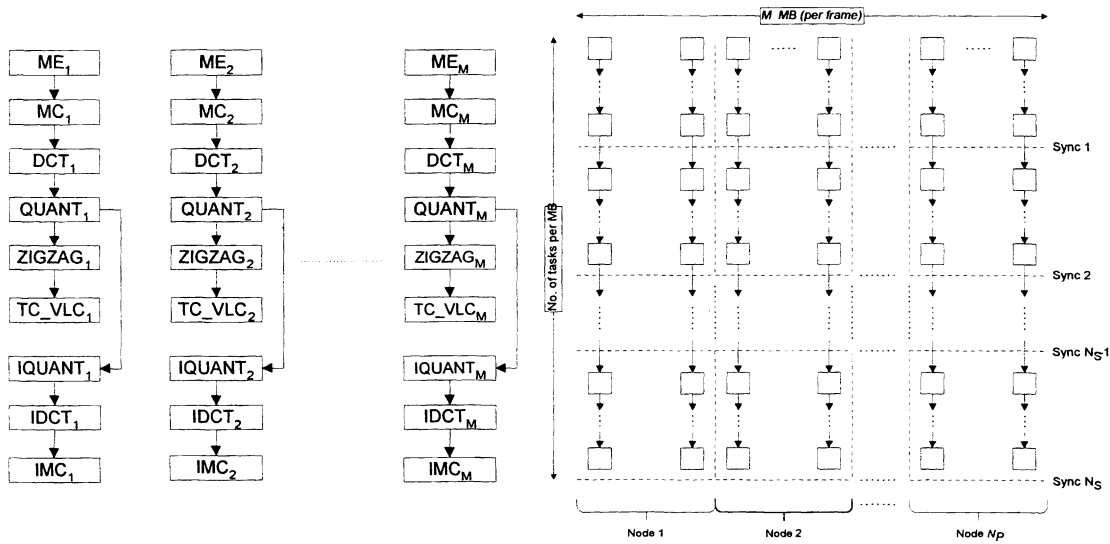 ME1 ME2 MEM
MC1 MC2 MCM
DCT1 DCT2 DCTM
QUANT1 QUANT2 QUANTM
ZIGZAG1 ZIGZAG2 ZIGZAGM
TC_VLC1 TC_VLC2 TC_VLCM
IQUANT1 IQUANT2 IQUANTM
IDCT1 IDCT2 IDCTM
IMC1 IMC2 IMCM
M MB (per frame)
No. of tasks per MB
Sync 1
Sync 2
Sync NS-1
Sync NS
Node 1 Node 2 Node NP